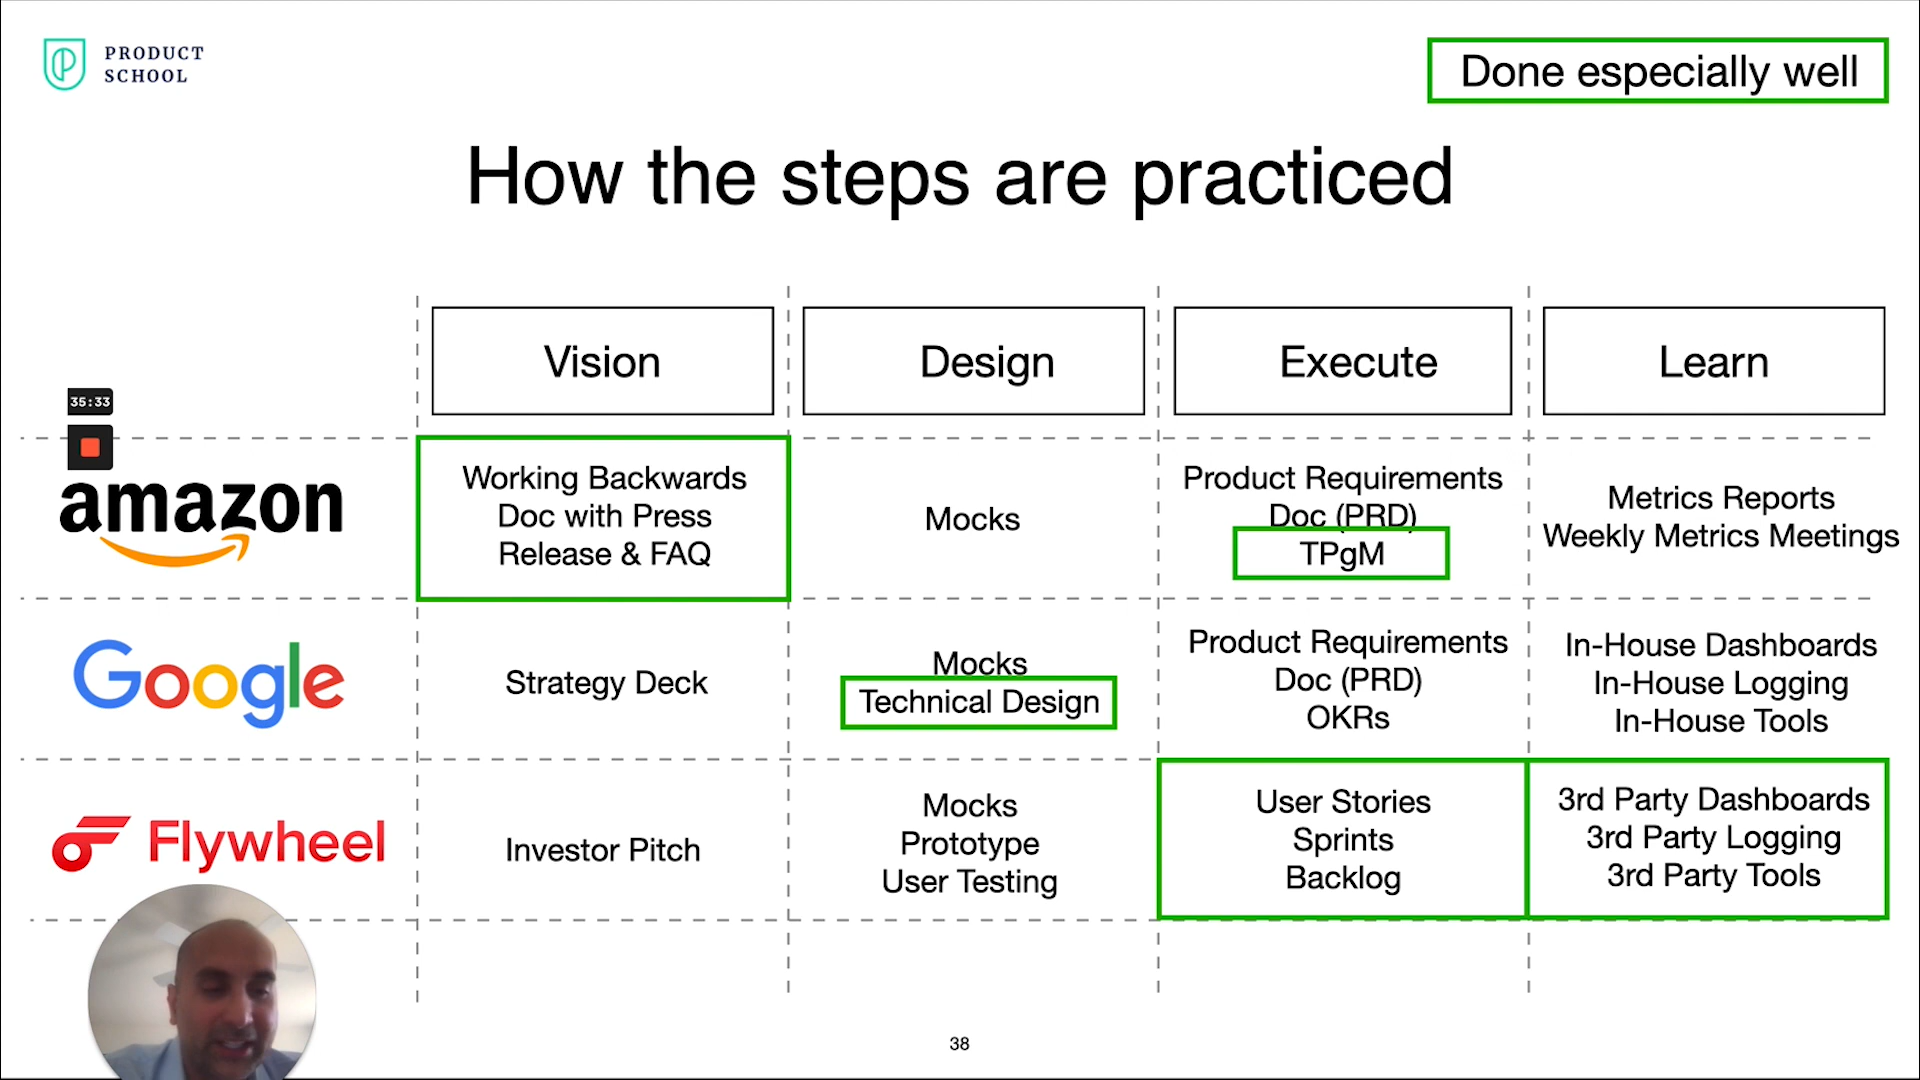 PRODUCT
SCHOOL
Done especially well
How the steps are practiced
Vision
Design
Execute
Learn
35:33
amazon
Working Backwards
Doc with Press
Release & FAQ
Mocks
Product Requirements
Doc (PRD)
TPgM
Metrics Reports
Weekly Metrics Meetings
Google
Strategy Deck
Mocks
Technical Design
Product Requirements
Doc (PRD)
OKRs
In-House Dashboards
In-House Logging
In-House Tools
Flywheel
Investor Pitch
Mocks
Prototype
User Testing
User Stories
Sprints
Backlog
3rd Party Dashboards
3rd Party Logging
3rd Party Tools
38